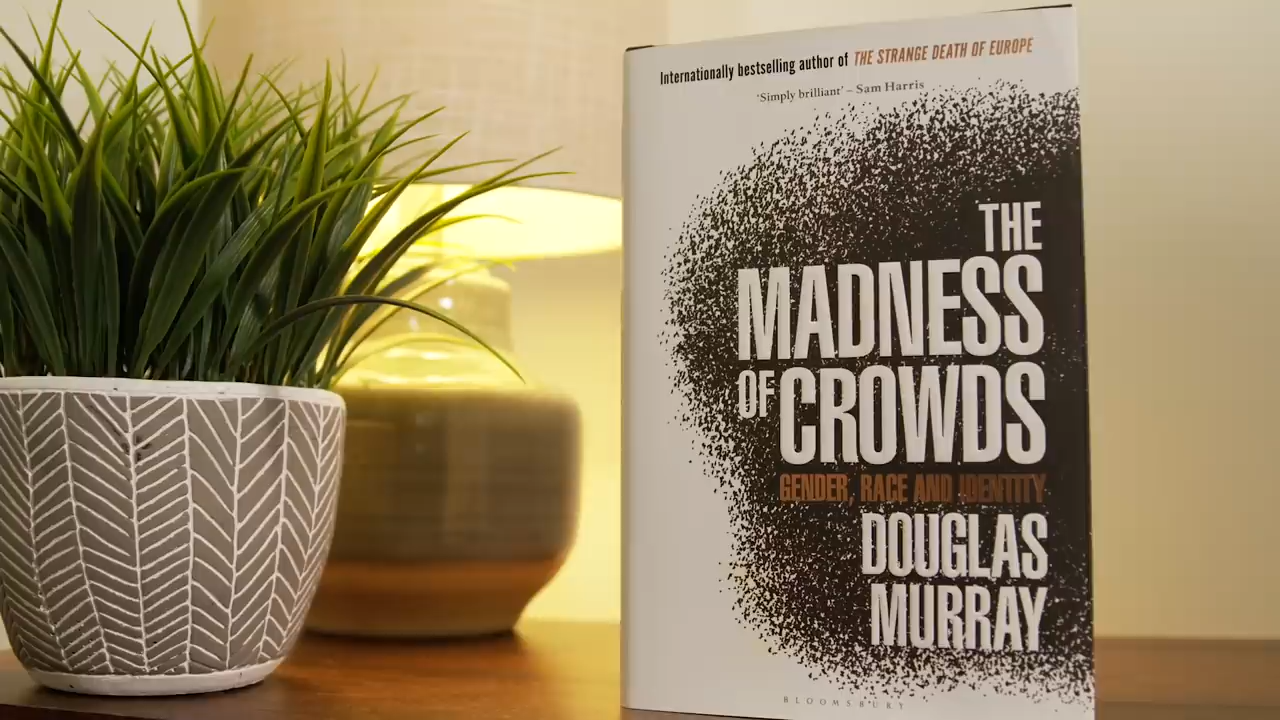 Internationally bestselling author of THE STRANGE DEATH OF EUROPE
'Simply brilliant' – Sam Harris
THE
MADNESS
OF CROWDS
GENDER, RACE AND IDENTITY
DOUGLAS
MURRAY
BLOOMSBURY